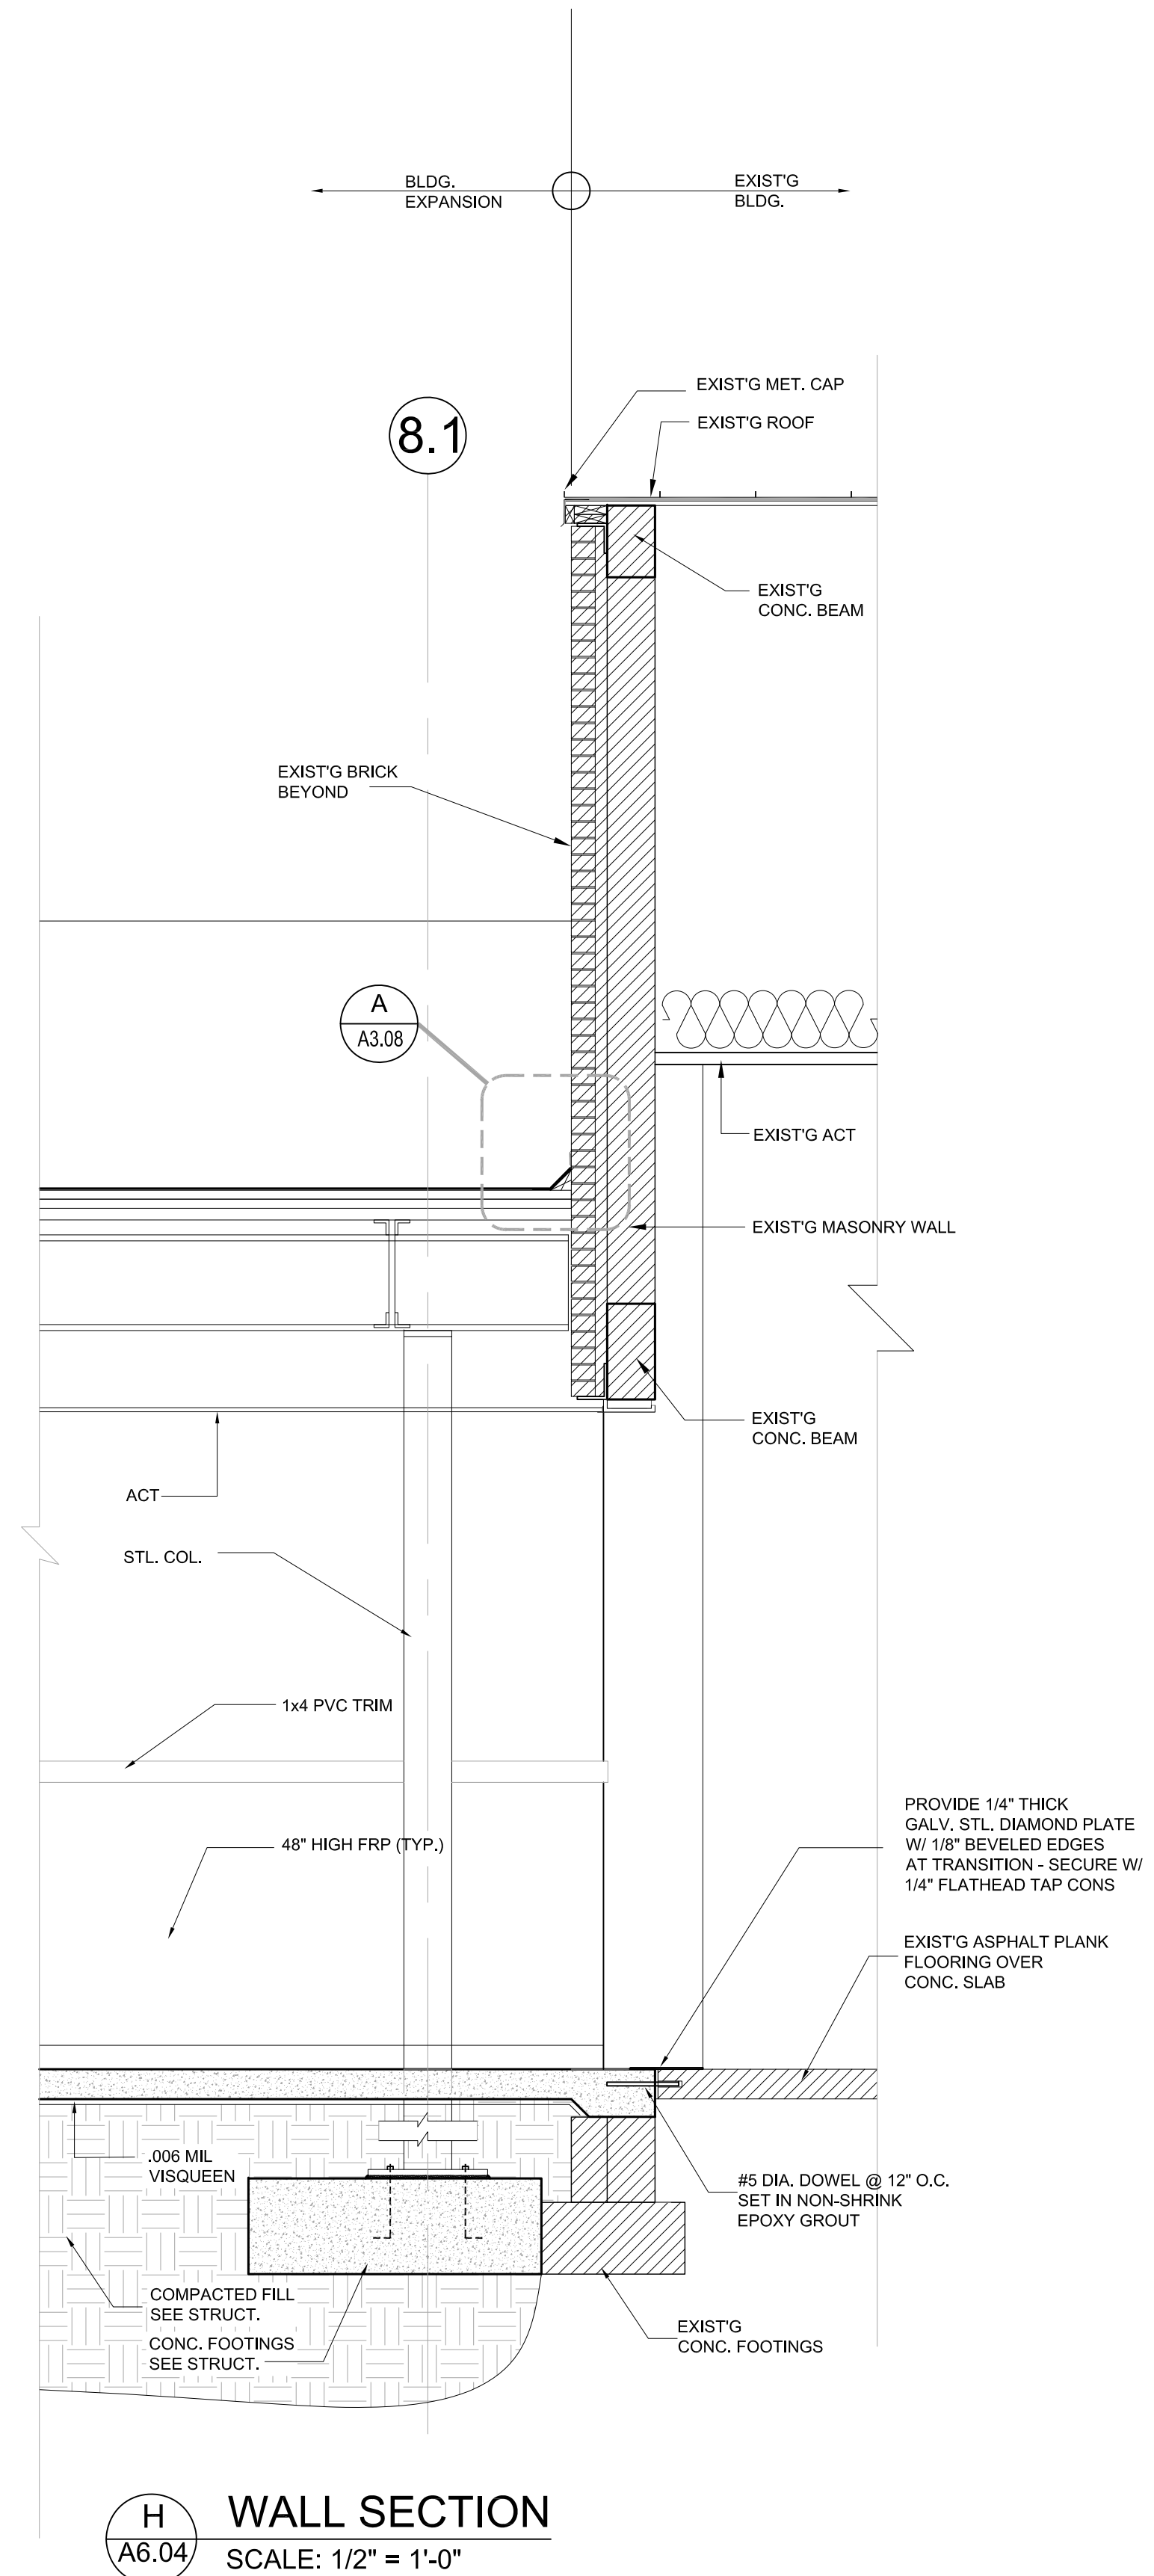 BLDG.
EXPANSION
EXIST'G
BLDG.
EXIST'G MET. CAP
8.1
EXIST'G ROOF
EXIST'G
CONC. BEAM
EXIST'G BRICK
BEYOND
A
A3.08
EXIST'G ACT
EXIST'G MASONRY WALL
EXIST'G
CONC. BEAM
ACT
STL. COL.
1x4 PVC TRIM
48" HIGH FRP (TYP.)
PROVIDE 1/4" THICK
GALV. STL. DIAMOND PLATE
W/ 1/8" BEVELED EDGES
AT TRANSITION - SECURE W/
1/4" FLATHEAD TAP CONS
EXIST'G ASPHALT PLANK
FLOORING OVER
CONC. SLAB
.006 MIL
VISQUEEN
#5 DIA. DOWEL @ 12" O.C.
SET IN NON-SHRINK
EPOXY GROUT
COMPACTED FILL
SEE STRUCT.
CONC. FOOTINGS
SEE STRUCT.
EXIST'G
CONC. FOOTINGS
H
A6.04
WALL SECTION
SCALE: 1/2" = 1'-0"